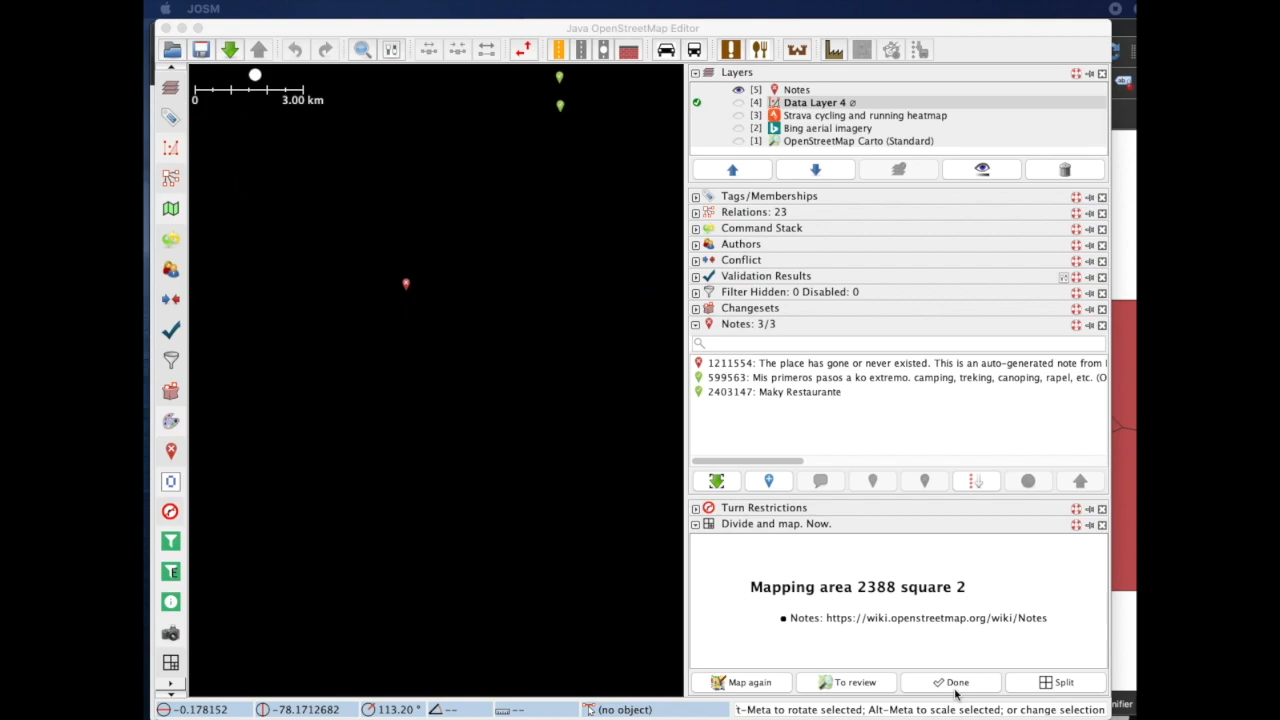 JOSM
Java OpenStreetMap Editor
0 3.00 km
Layers
[5] Notes
[4] Data Layer 4
[3] Strava cycling and running heatmap
[2] Bing aerial imagery
[1] OpenStreetMap Carto (Standard)
Tags/Memberships
Relations: 23
Command Stack
Authors
Conflict
Validation Results
Filter Hidden: 0 Disabled: 0
Changesets
Notes: 3/3
1211554: The place has gone or never existed. This is an auto-generated note from
599563: Mis primeros pasos a ko extremo. camping, treking, canoping, rapel, etc. (O
2403147: Maky Restaurante
Turn Restrictions
Divide and map. Now.
Mapping area 2388 square 2
• Notes: https://wiki.openstreetmap.org/wiki/Notes
Map again To review Done Split
-0.178152 -78.1712682 113.20 ° -- -- (no object) 't-Meta to rotate selected; Alt-Meta to scale selected; or change selection
nifier